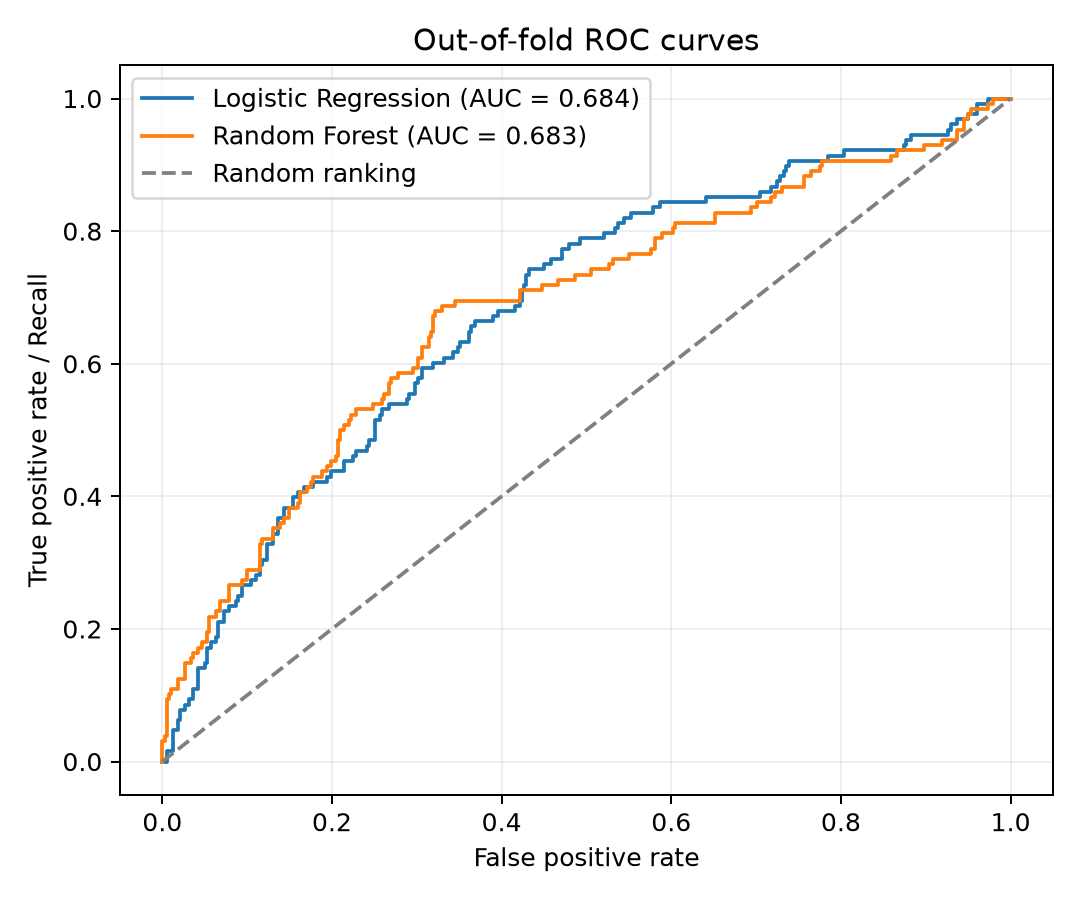 Out-of-fold ROC curves
Logistic Regression (AUC = 0.684)
Random Forest (AUC = 0.683)
Random ranking
True positive rate / Recall
1.0
0.8
0.6
0.4
0.2
0.0
0.0 0.2 0.4 0.6 0.8 1.0
False positive rate